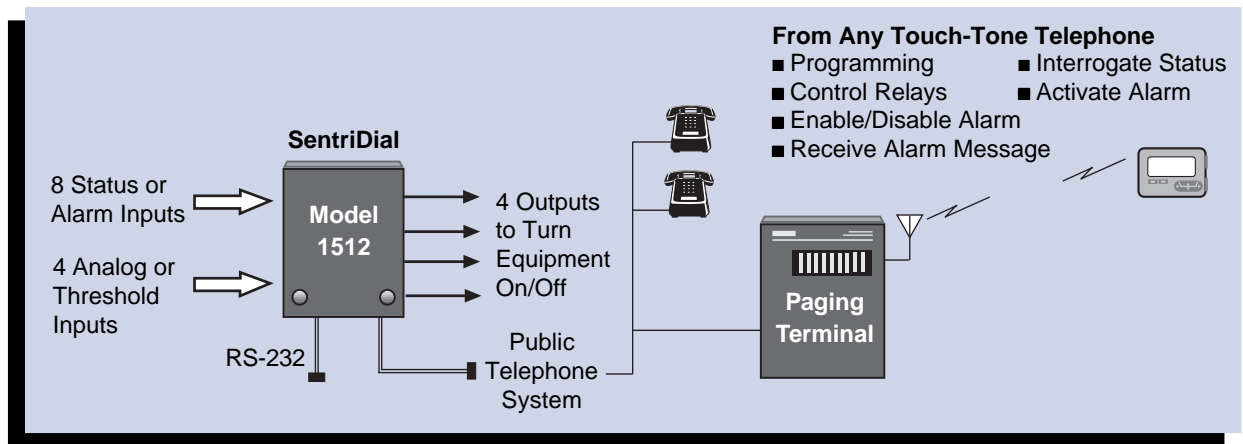 From Any Touch-Tone Telephone
■ Programming
■ Interrogate Status
■ Control Relays
■ Activate Alarm
■ Enable/Disable Alarm
■ Receive Alarm Message
SentriDial
8 Status or
Alarm Inputs
4 Analog or
Threshold
Inputs
Model
1512
4 Outputs
to Turn
Equipment
On/Off
RS-232
Public
Telephone
System
Paging
Terminal